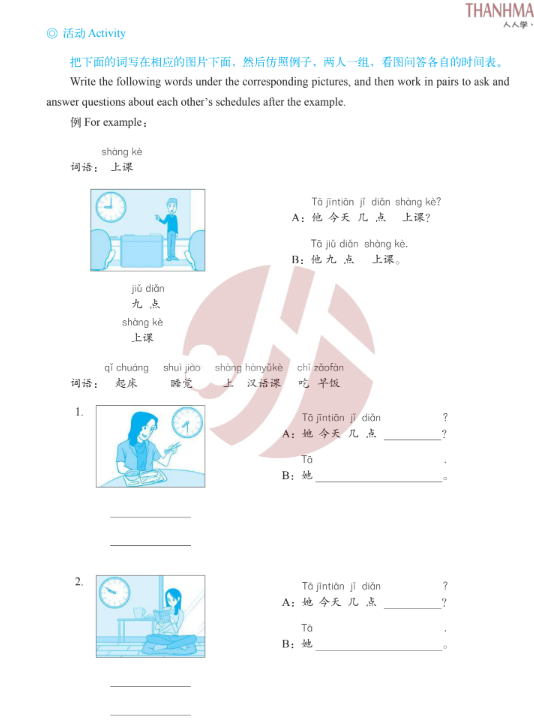 THANHMA
人人学·
◎ 活动 Activity
把下面的词写在相应的图片下面，然后仿照例子，两人一组，看图问答各自的时间表。
Write the following words under the corresponding pictures, and then work in pairs to ask and
answer questions about each other's schedules after the example.
例 For example：
shàng kè
词语： 上课
Tā jīntiān jǐ diǎn shàng kè?
A：他 今天 几 点 上课？
Tā jiǔ diǎn shàng kè.
B：他 九 点 上课。
jiǔ diǎn
九 点
shàng kè
上课
qǐ chuáng shuì jiào shàng hànyǔkè chī zǎofàn
词语： 起床 睡觉 上 汉语课 吃 早饭
1.
Tā jīntiān jǐ diǎn ?
A：她 今天 几 点 ________？
Tā .
B：她 ________。
2.
Tā jīntiān jǐ diǎn ?
A：她 今天 几 点 ________？
Tā .
B：她 ________。